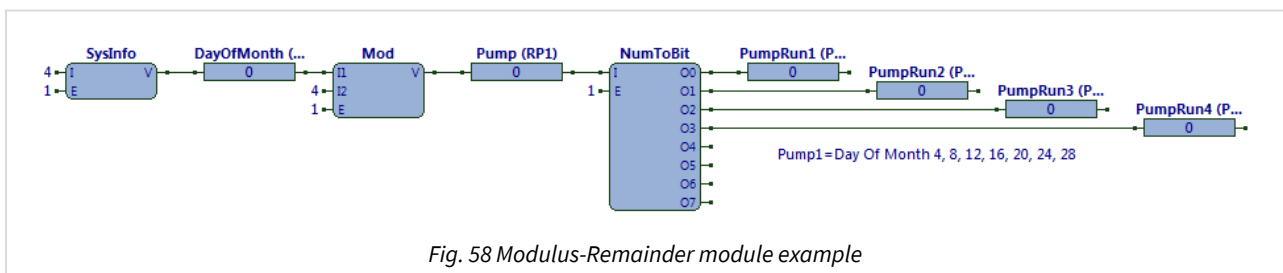 SysInfo DayOfMonth (... Mod Pump (RP1) NumToBit PumpRun1 (P...
4 I V 0 I1 V 0 I O0 0 PumpRun2 (P...
1 E 4 I2 1 E O1 0 PumpRun3 (P...
1 E O2 0 PumpRun4 (P...
O3 0
O4 Pump1=Day Of Month 4, 8, 12, 16, 20, 24, 28
O5
O6
O7
Fig. 58 Modulus-Remainder module example